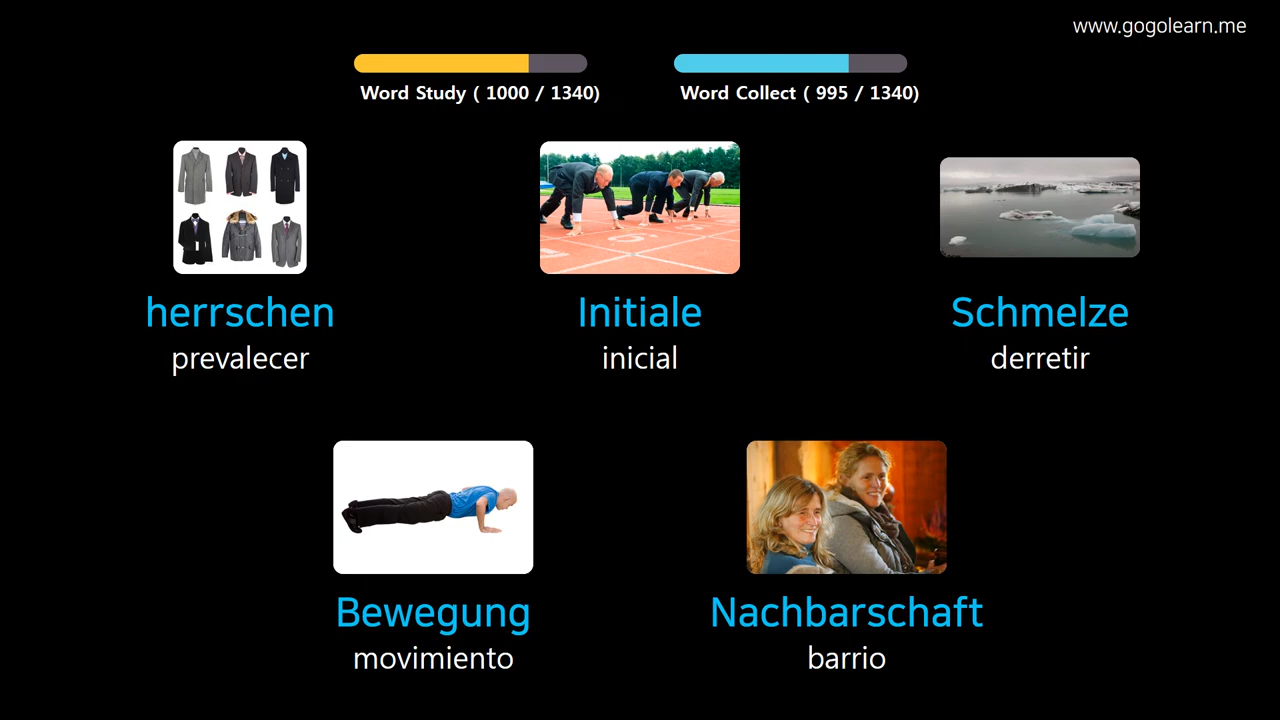 www.gogolearn.me
Word Study ( 1000 / 1340)
Word Collect ( 995 / 1340)
herrschen
prevalecer
Initiale
inicial
Schmelze
derretir
Bewegung
movimiento
Nachbarschaft
barrio